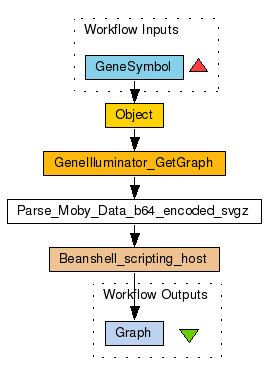 Workflow Inputs
GeneSymbol
Object
GeneIlluminator_GetGraph
Parse_Moby_Data_b64_encoded_svgz
Beanshell_scripting_host
Workflow Outputs
Graph